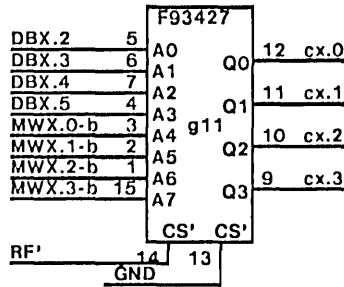 F93427
DBX.2 5 A0
DBX.3 6 A1
DBX.4 7 A2
DBX.5 4 A3
MWX.0-b 3 A4
MWX.1-b 2 A5
MWX.2-b 1 A6
MWX.3-b 15 A7
g11
Q0 12 cx.0
Q1 11 cx.1
Q2 10 cx.2
Q3 9 cx.3
CS' CS'
RF' 14 13
GND